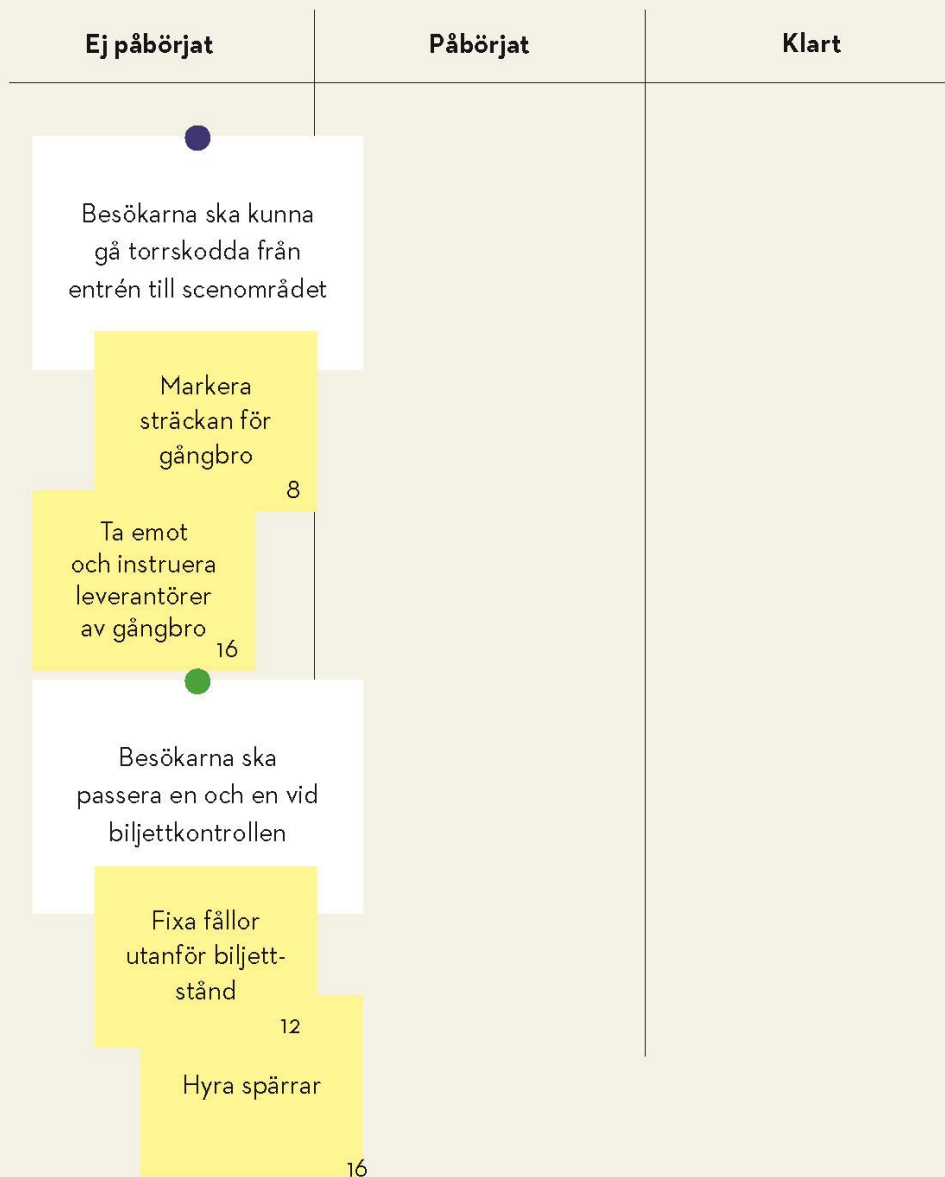 Ej påbörjat
Påbörjat
Klart
Besökarna ska kunna
gå torrskodda från
entrén till scenområdet
Markera
sträckan för
gångbro
8
Ta emot
och instruera
leverantörer
av gångbro
16
Besökarna ska
passera en och en vid
biljettkontrollen
Fixa fållor
utanför biljett-
stånd
12
Hyra spärrar
16